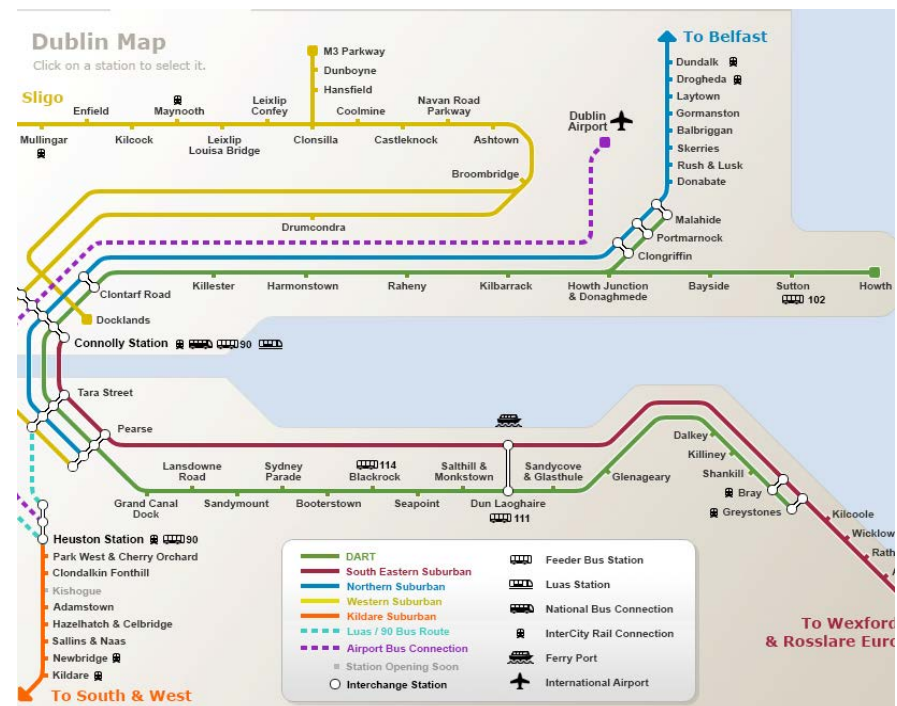 Dublin Map
Click on a station to select it.
Sligo
To Belfast
M3 Parkway
Dunboyne
Hansfield
Enfield
Maynooth
Leixlip
Confey
Coolmine
Navan Road
Parkway
Mullingar
Kilcock
Leixlip
Louisa Bridge
Clonsilla
Castleknock
Ashtown
Broombridge
Drumcondra
Dublin
Airport
Dundalk
Drogheda
Laytown
Gormanston
Balbriggan
Skerries
Rush & Lusk
Donabate
Malahide
Portmarnock
Clongriffin
Clontarf Road
Killester
Harmonstown
Raheny
Kilbarrack
Howth Junction
& Donaghmede
Bayside
Sutton
102
Howth
Docklands
Connolly Station 90
Tara Street
Pearse
Lansdowne
Road
Sydney
Parade
114
Blackrock
Salthill &
Monkstown
Sandycove
& Glasthule
Glenageary
Grand Canal
Dock
Sandymount
Booterstown
Seapoint
Dun Laoghaire
111
Dalkey
Killiney
Shankill
Bray
Greystones
Kilcoole
Wicklow
Rath
To Wexford
& Rosslare Euro
Heuston Station 90
Park West & Cherry Orchard
Clondalkin Fonthill
Kishogue
Adamstown
Hazelhatch & Celbridge
Sallins & Naas
Newbridge
Kildare
To South & West
DART
South Eastern Suburban
Northern Suburban
Western Suburban
Kildare Suburban
Luas / 90 Bus Route
Airport Bus Connection
Station Opening Soon
Interchange Station
Feeder Bus Station
Luas Station
National Bus Connection
InterCity Rail Connection
Ferry Port
International Airport